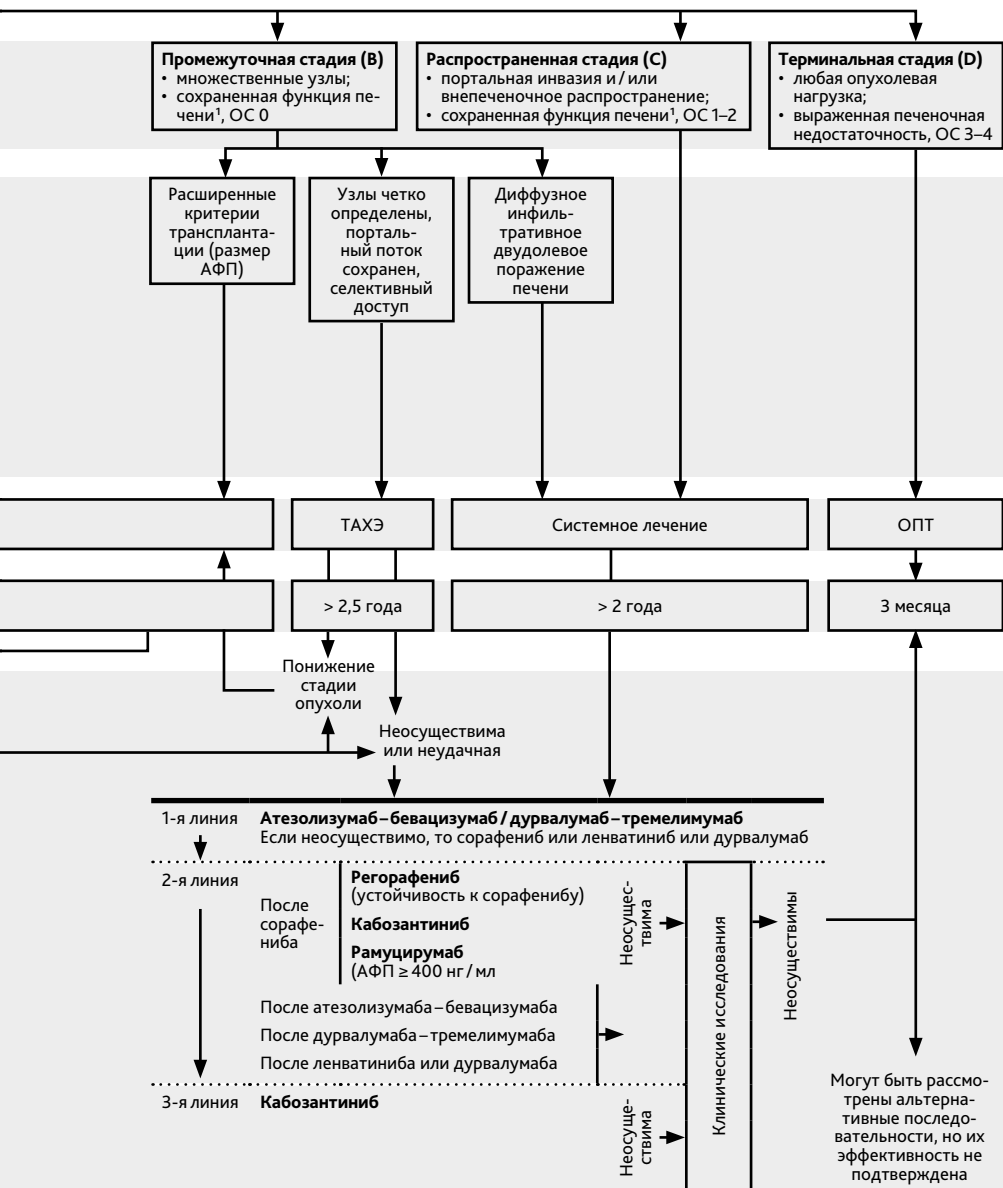 Промежуточная стадия (B)
• множественные узлы;
• сохраненная функция пе-
чени¹, ОС 0
Распространенная стадия (C)
• портальная инвазия и / или
внепеченочное распространение;
• сохраненная функция печени¹, ОС 1–2
Терминальная стадия (D)
• любая опухолевая
нагрузка;
• выраженная печеночная
недостаточность, ОС 3–4
Расширенные
критерии
транспланта-
ции (размер
АФП)
Узлы четко
определены,
порталь-
ный поток
сохранен,
селективный
доступ
Диффузное
инфиль-
тративное
двудолевое
поражение
печени
ТАХЭ
Системное лечение
ОПТ
> 2,5 года
> 2 года
3 месяца
Понижение
стадии
опухоли
Неосуществима
или неудачная
1-я линия
Атезолизумаб – бевацизумаб / дурвалумаб – тремелимумаб
Если неосуществимо, то сорафениб или ленватиниб или дурвалумаб
2-я линия
После
сорафе-
ниба
Регорафениб
(устойчивость к сорафенибу)
Кабозантиниб
Рамуцирумаб
(АФП ≥ 400 нг / мл
Неосущес-
твима
После атезолизумаба – бевацизумаба
После дурвалумаба – тремелимумаба
После ленватиниба или дурвалумаба
3-я линия
Кабозантиниб
Неосуще-
ствима
Клинические исследования
Неосуществимы
Могут быть рассмо-
трены альтерна-
тивные последо-
вательности, но их
эффективность не
подтверждена